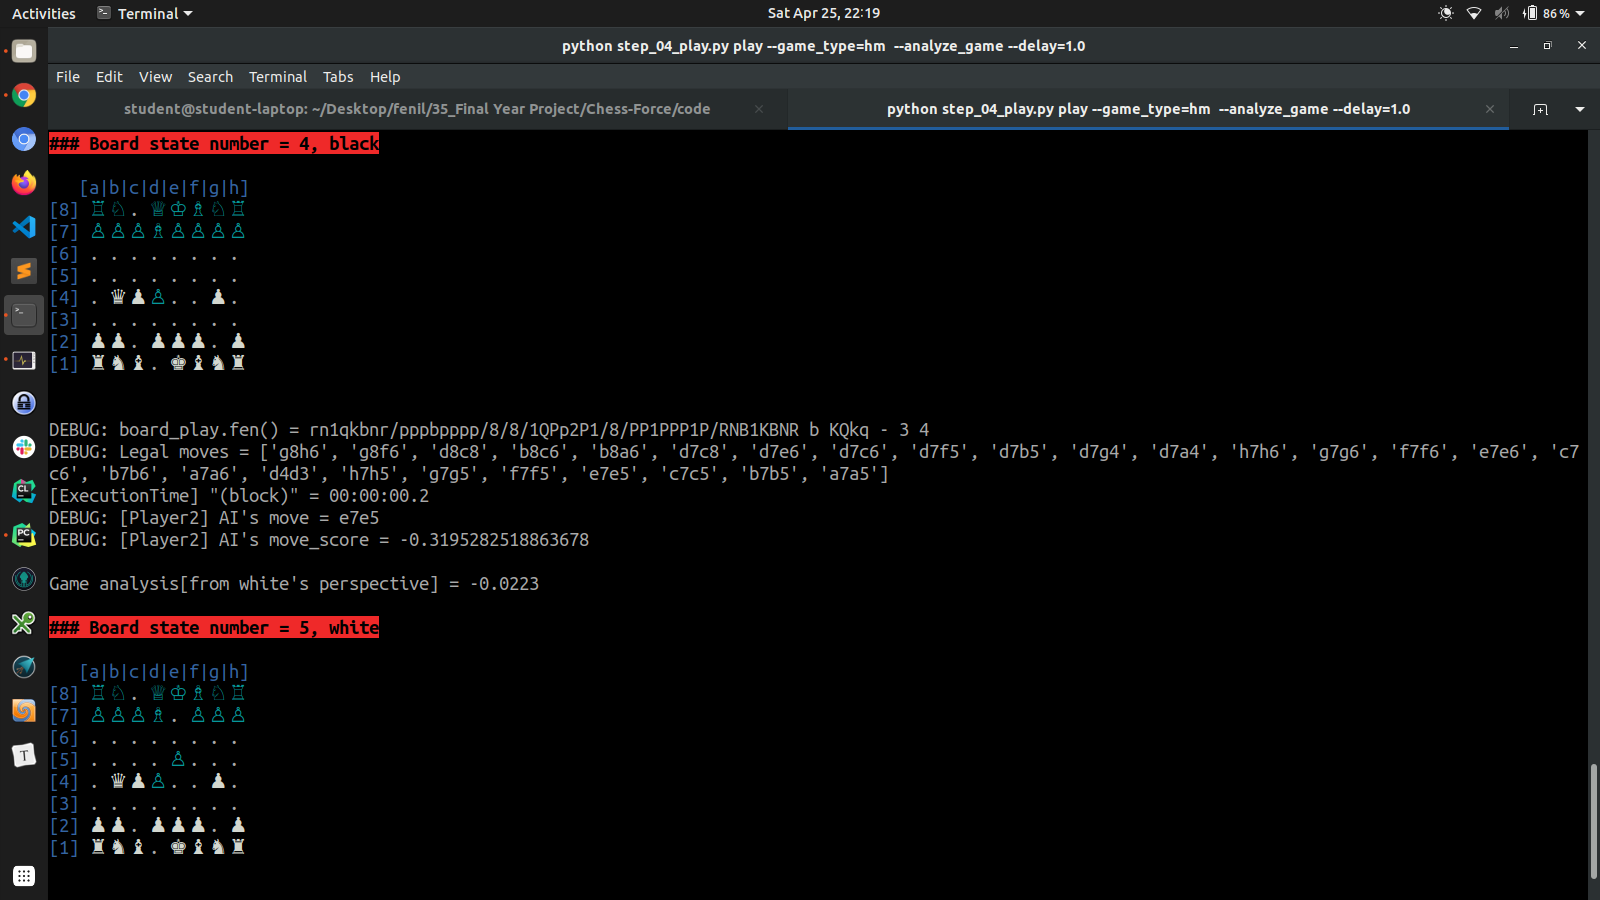 Activities Terminal Sat Apr 25, 22:19 86%
python step_04_play.py play --game_type=hm  --analyze_game --delay=1.0
File Edit View Search Terminal Tabs Help
student@student-laptop: ~/Desktop/fenil/35_Final Year Project/Chess-Force/code python step_04_play.py play --game_type=hm  --analyze_game --delay=1.0
### Board state number = 4, black
[a|b|c|d|e|f|g|h]
[8] ♖♘.♕♔♗♘♖
[7] ♙♙♙♗♙♙♙♙
[6] ........
[5] ........
[4] .♛♟♙..♟.
[3] ........
[2] ♟♟.♟♟♟.♟
[1] ♜♞♝.♚♝♞♜
DEBUG: board_play.fen() = rn1qkbnr/pppbpppp/8/8/1QPp2P1/8/PP1PPP1P/RNB1KBNR b KQkq - 3 4
DEBUG: Legal moves = ['g8h6', 'g8f6', 'd8c8', 'b8c6', 'b8a6', 'd7c8', 'd7e6', 'd7c6', 'd7f5', 'd7b5', 'd7g4', 'd7a4', 'h7h6', 'g7g6', 'f7f6', 'e7e6', 'c7
c6', 'b7b6', 'a7a6', 'd4d3', 'h7h5', 'g7g5', 'f7f5', 'e7e5', 'c7c5', 'b7b5', 'a7a5']
[ExecutionTime] "(block)" = 00:00:00.2
DEBUG: [Player2] AI's move = e7e5
DEBUG: [Player2] AI's move_score = -0.3195282518863678
Game analysis[from white's perspective] = -0.0223
### Board state number = 5, white
[a|b|c|d|e|f|g|h]
[8] ♖♘.♕♔♗♘♖
[7] ♙♙♙♗.♙♙♙
[6] ........
[5] ....♙...
[4] .♛♟♙..♟.
[3] ........
[2] ♟♟.♟♟♟.♟
[1] ♜♞♝.♚♝♞♜